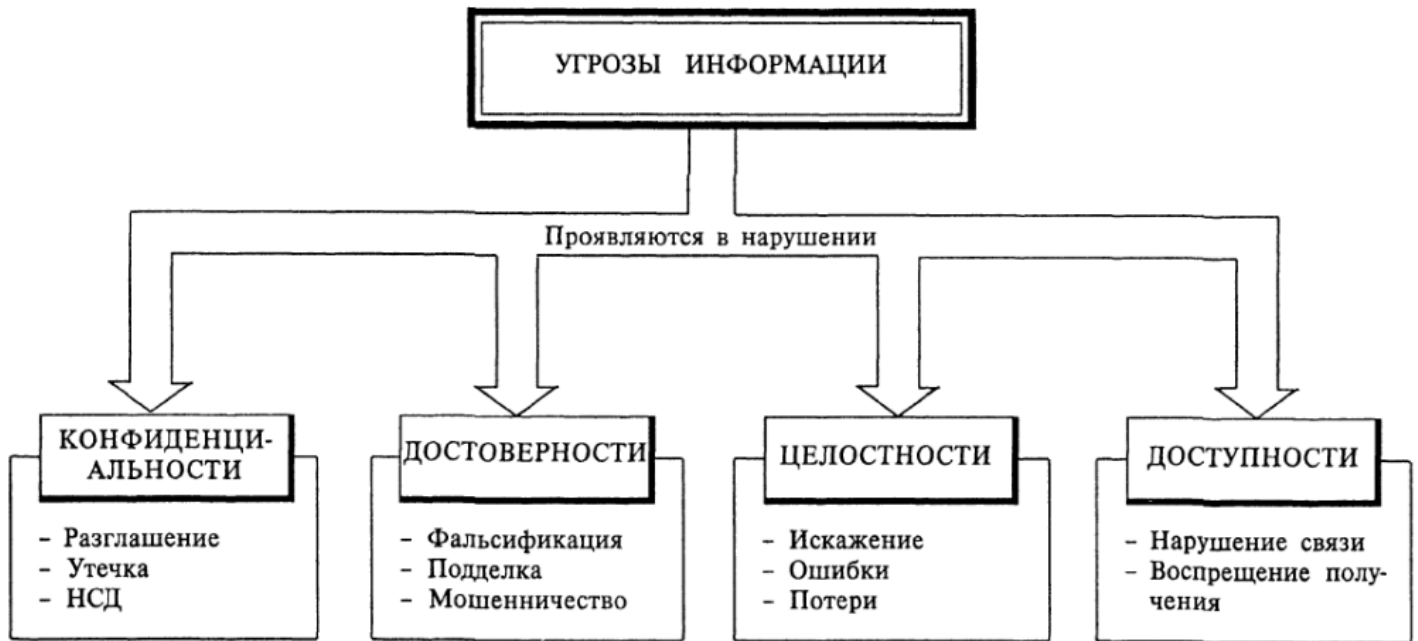 УГРОЗЫ ИНФОРМАЦИИ
Проявляются в нарушении
КОНФИДЕНЦИ-
АЛЬНОСТИ
- Разглашение
- Утечка
- НСД
ДОСТОВЕРНОСТИ
- Фальсификация
- Подделка
- Мошенничество
ЦЕЛОСТНОСТИ
- Искажение
- Ошибки
- Потери
ДОСТУПНОСТИ
- Нарушение связи
- Воспрещение полу-
чения